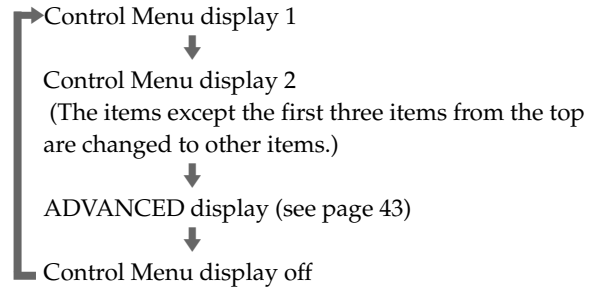 Control Menu display 1
Control Menu display 2
(The items except the first three items from the top
are changed to other items.)
ADVANCED display (see page 43)
Control Menu display off